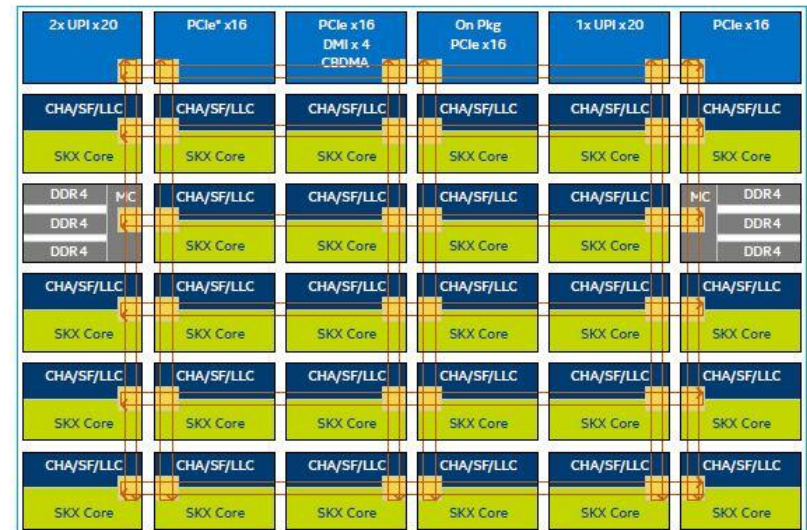 2x UPI x20 PCIe* x16 PCIe x16 On Pkg 1x UPI x20 PCIe x16
DMI x 4 PCIe x16
CBDMA
CHA/SF/LLC CHA/SF/LLC CHA/SF/LLC CHA/SF/LLC CHA/SF/LLC CHA/SF/LLC
SKX Core SKX Core SKX Core SKX Core SKX Core SKX Core
DDR4 MC CHA/SF/LLC CHA/SF/LLC CHA/SF/LLC CHA/SF/LLC MC DDR4
DDR4 DDR4
DDR4 SKX Core SKX Core SKX Core SKX Core DDR4
CHA/SF/LLC CHA/SF/LLC CHA/SF/LLC CHA/SF/LLC CHA/SF/LLC CHA/SF/LLC
SKX Core SKX Core SKX Core SKX Core SKX Core SKX Core
CHA/SF/LLC CHA/SF/LLC CHA/SF/LLC CHA/SF/LLC CHA/SF/LLC CHA/SF/LLC
SKX Core SKX Core SKX Core SKX Core SKX Core SKX Core
CHA/SF/LLC CHA/SF/LLC CHA/SF/LLC CHA/SF/LLC CHA/SF/LLC CHA/SF/LLC
SKX Core SKX Core SKX Core SKX Core SKX Core SKX Core